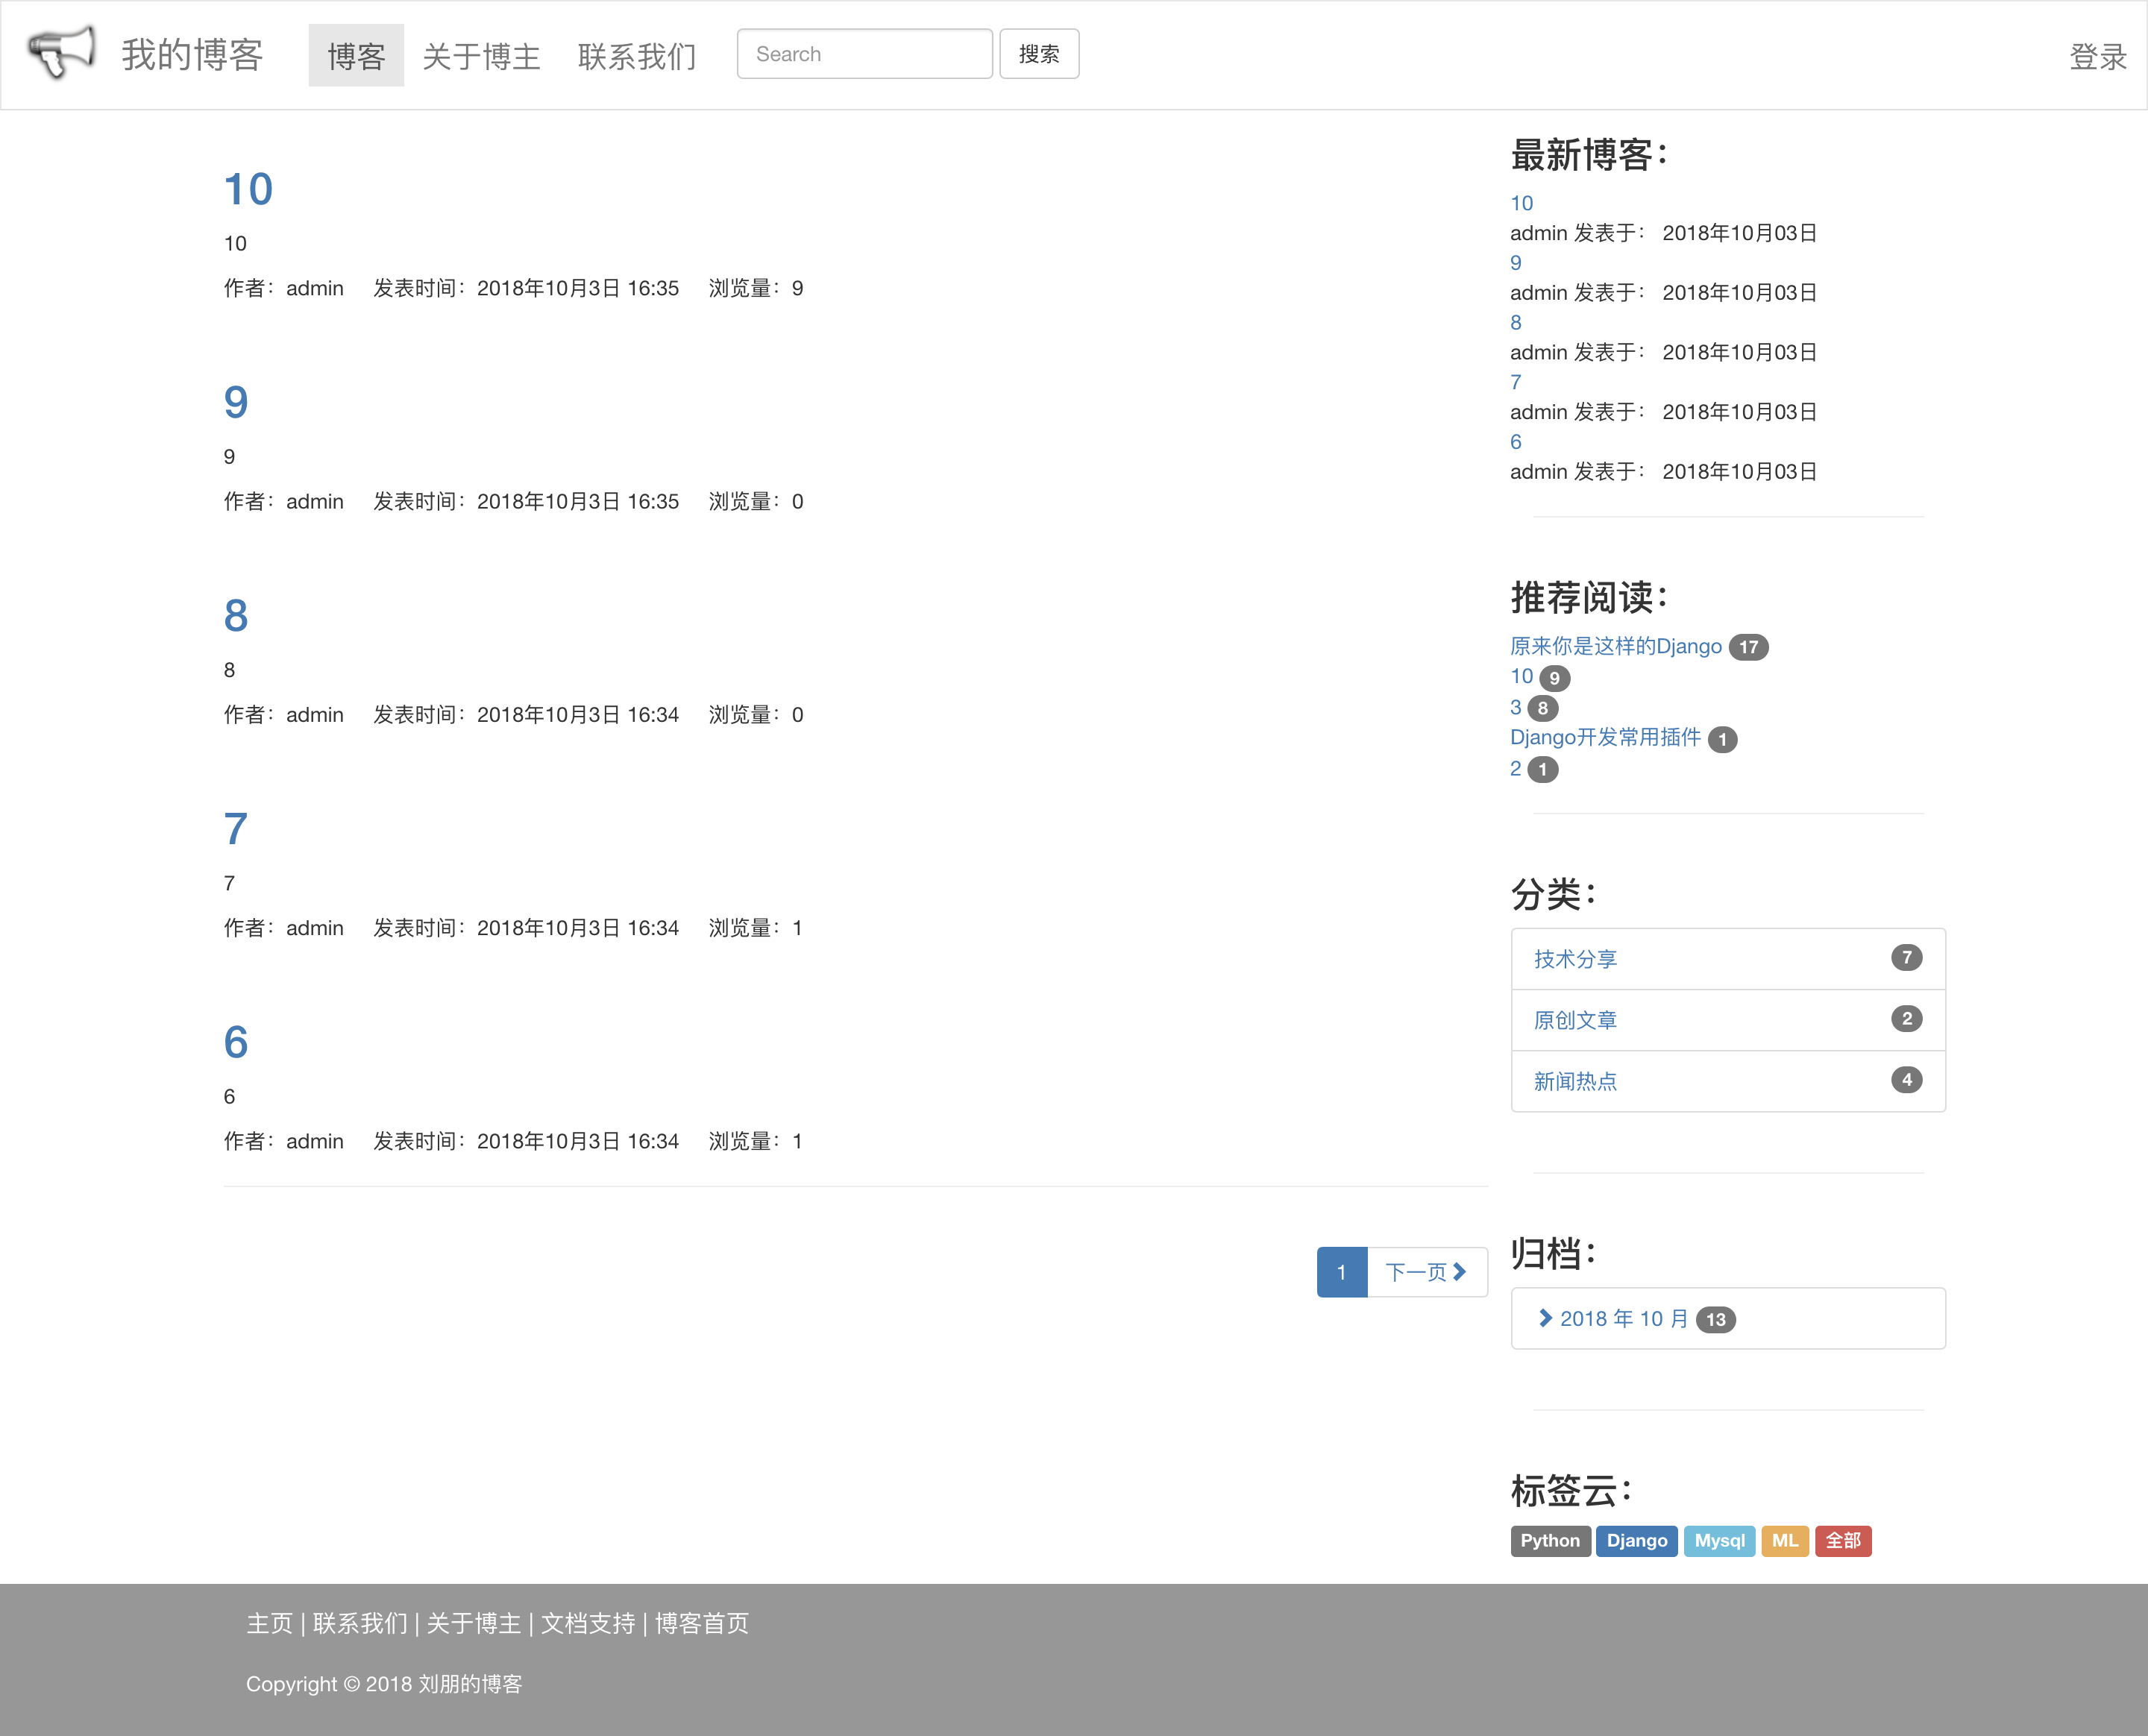 我的博客 博客 关于博主 联系我们 Search 搜索 登录
10
10
作者：admin 发表时间：2018年10月3日 16:35 浏览量：9
9
9
作者：admin 发表时间：2018年10月3日 16:35 浏览量：0
8
8
作者：admin 发表时间：2018年10月3日 16:34 浏览量：0
7
7
作者：admin 发表时间：2018年10月3日 16:34 浏览量：1
6
6
作者：admin 发表时间：2018年10月3日 16:34 浏览量：1
1 下一页
最新博客：
10
admin 发表于： 2018年10月03日
9
admin 发表于： 2018年10月03日
8
admin 发表于： 2018年10月03日
7
admin 发表于： 2018年10月03日
6
admin 发表于： 2018年10月03日
推荐阅读：
原来你是这样的Django 17
10 9
3 8
Django开发常用插件 1
2 1
分类：
技术分享 7
原创文章 2
新闻热点 4
归档：
2018 年 10 月 13
标签云：
Python Django Mysql ML 全部
主页 | 联系我们 | 关于博主 | 文档支持 | 博客首页
Copyright © 2018 刘朋的博客